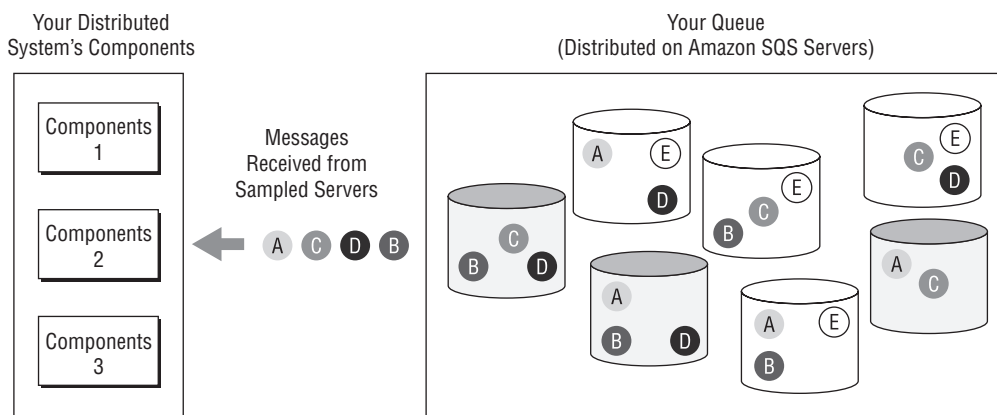 Your Distributed
System's Components
Components
1
Components
2
Components
3
Messages
Received from
Sampled Servers
A C D B
Your Queue
(Distributed on Amazon SQS Servers)
A E
D
C
E
D
E
C
B
C
B D
A
C
A
B D
A E
B